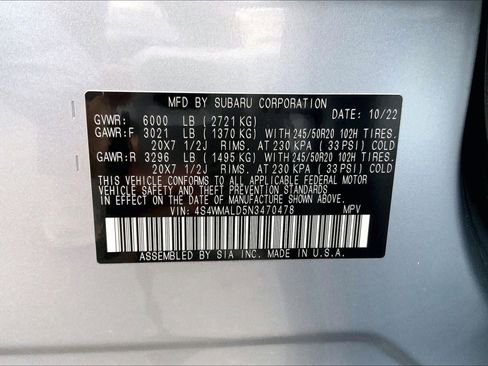 MFD BY SUBARU CORPORATION
GVWR: 6000 LB (2721 KG) DATE: 10/22
GAWR:F 3021 LB (1370 KG) WITH 245/50R20 102H TIRES.
20X7 1/2J RIMS. AT 230 KPA (33 PSI) COLD
GAWR:R 3296 LB (1495 KG) WITH 245/50R20 102H TIRES.
20X7 1/2J RIMS. AT 230 KPA (33 PSI) COLD
THIS VEHICLE CONFORMS TO ALL APPLICABLE FEDERAL MOTOR
VEHICLE SAFETY AND THEFT PREVENTION STANDARDS
IN EFFECT ON THE DATE OF MANUFACTURE SHOWN ABOVE.
VIN: 4S4WMALD5N3470478 MPV
ASSEMBLED BY SIA INC. MADE IN U.S.A.